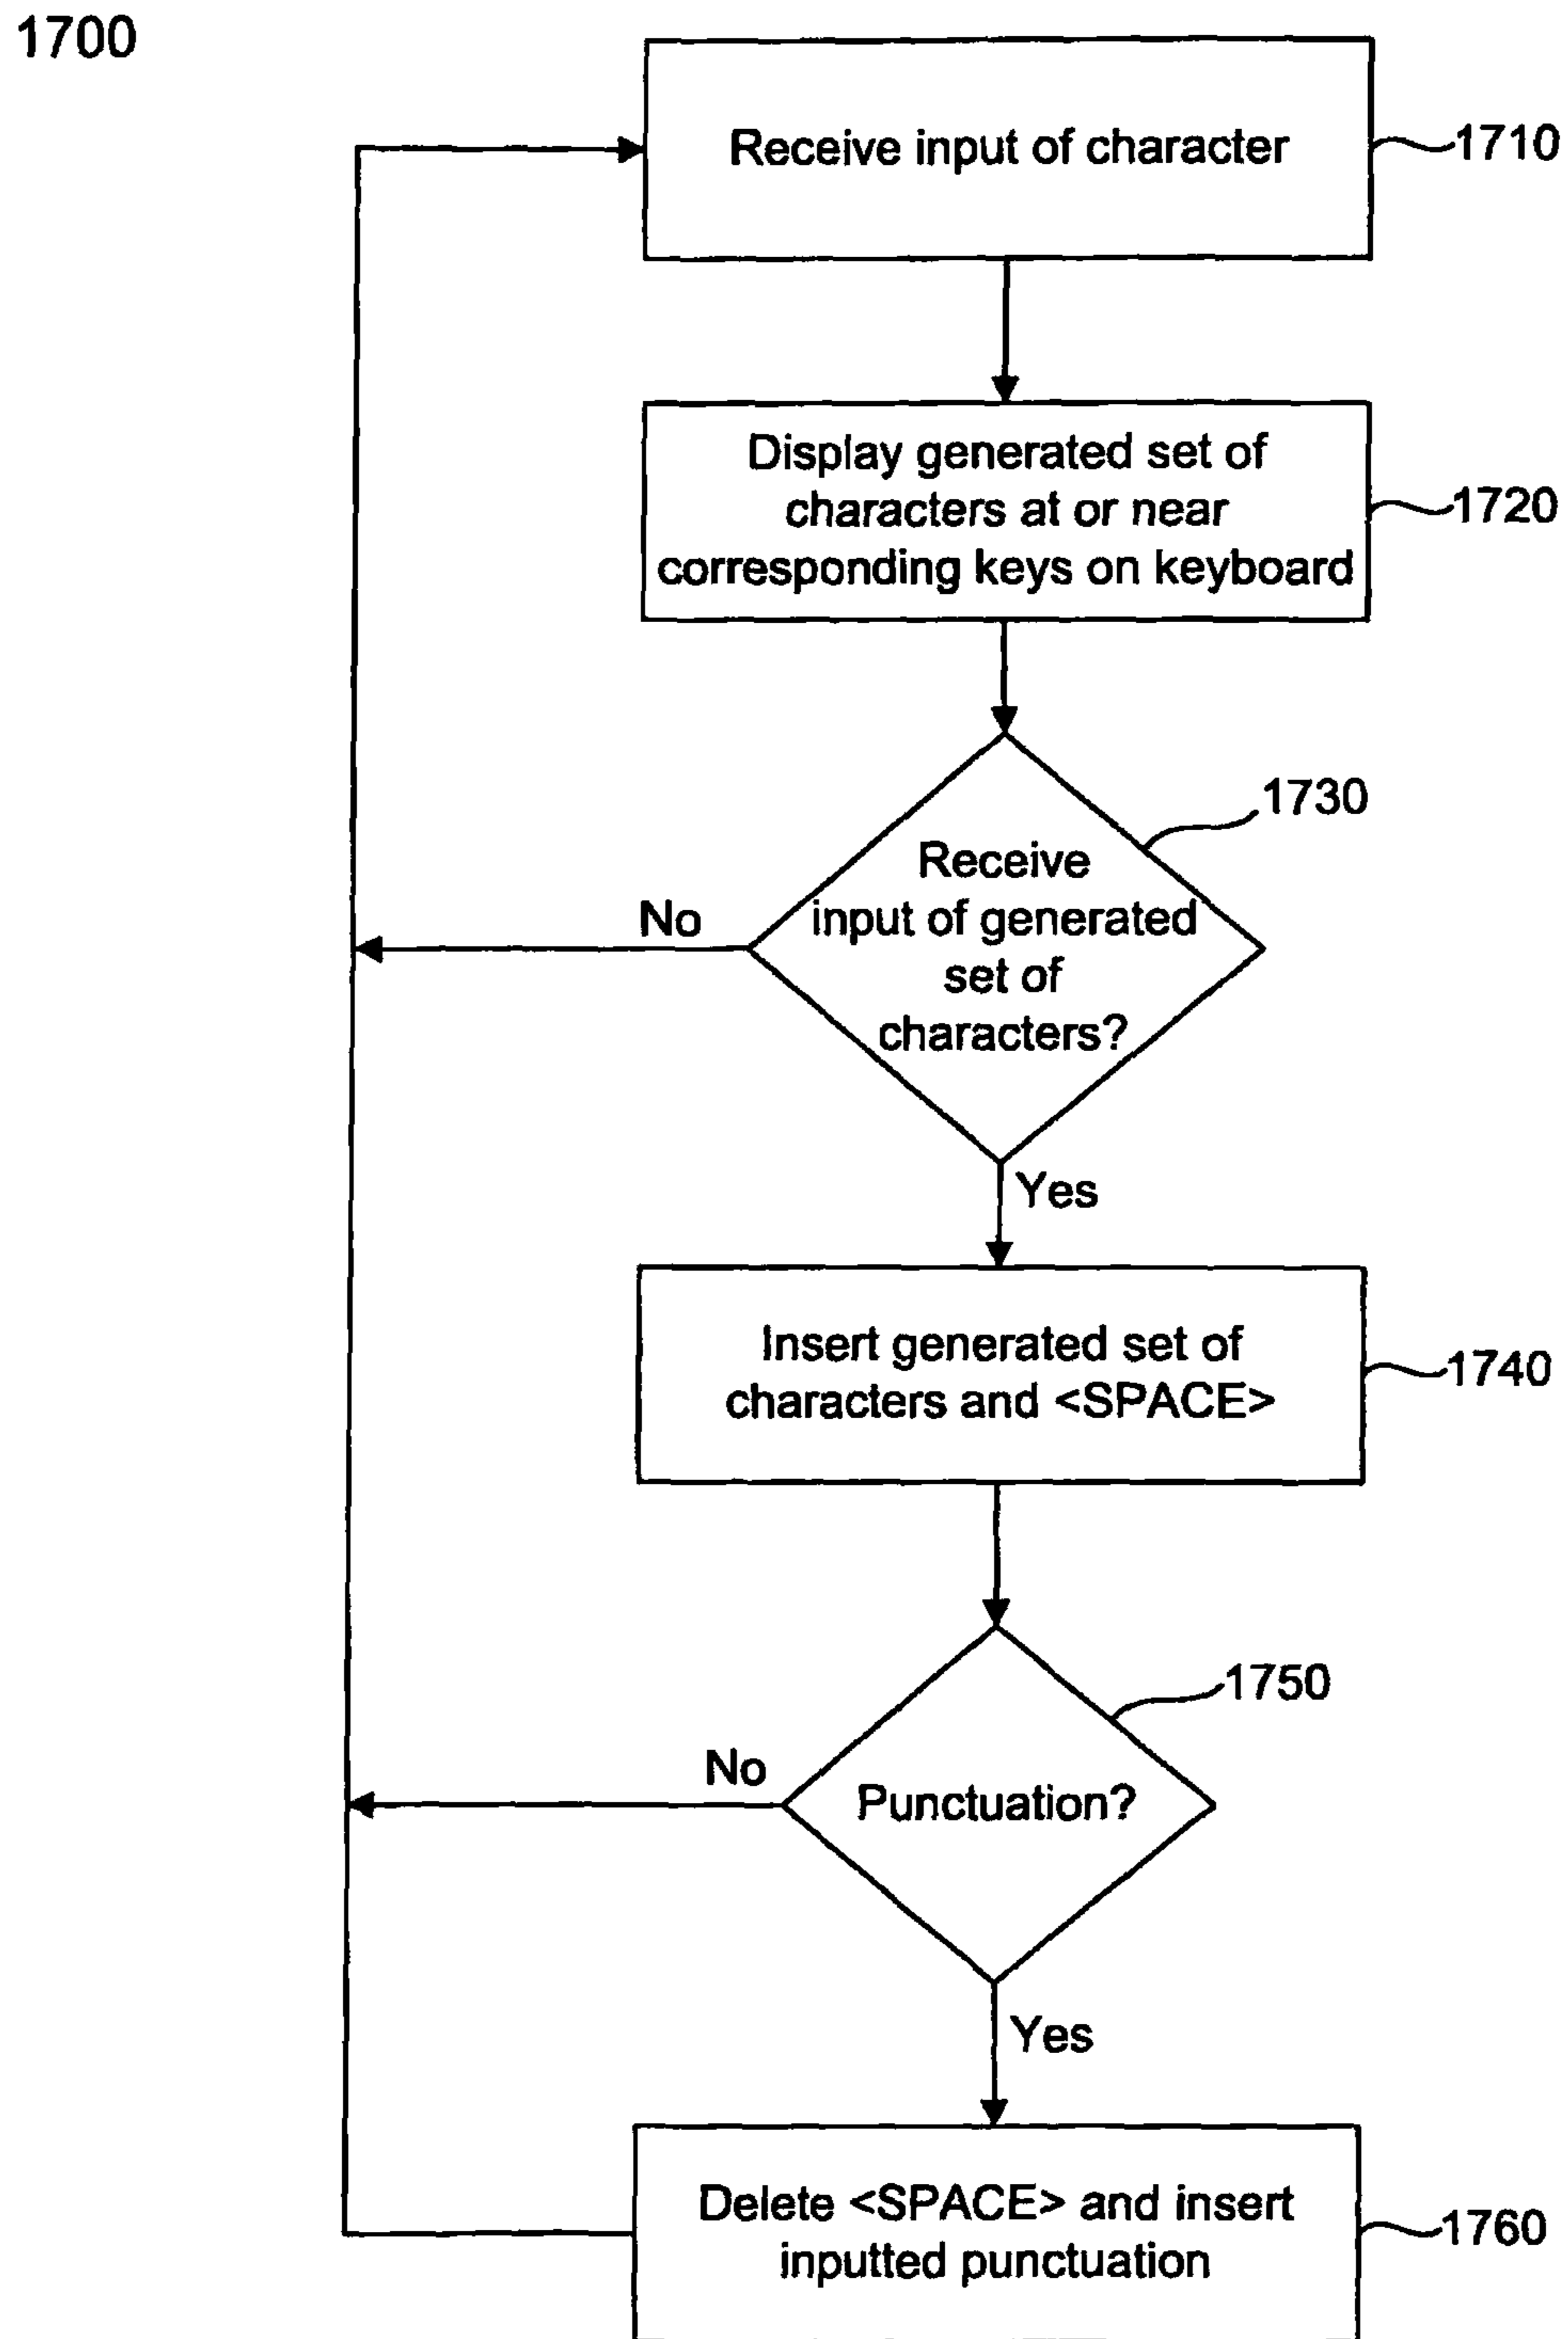 1700
Receive input of character
1710
Display generated set of
characters at or near
corresponding keys on keyboard
1720
1730
Receive
input of generated
set of
characters?
No
Yes
Insert generated set of
characters and <SPACE>
1740
1750
Punctuation?
No
Yes
Delete <SPACE> and insert
inputted punctuation
1760